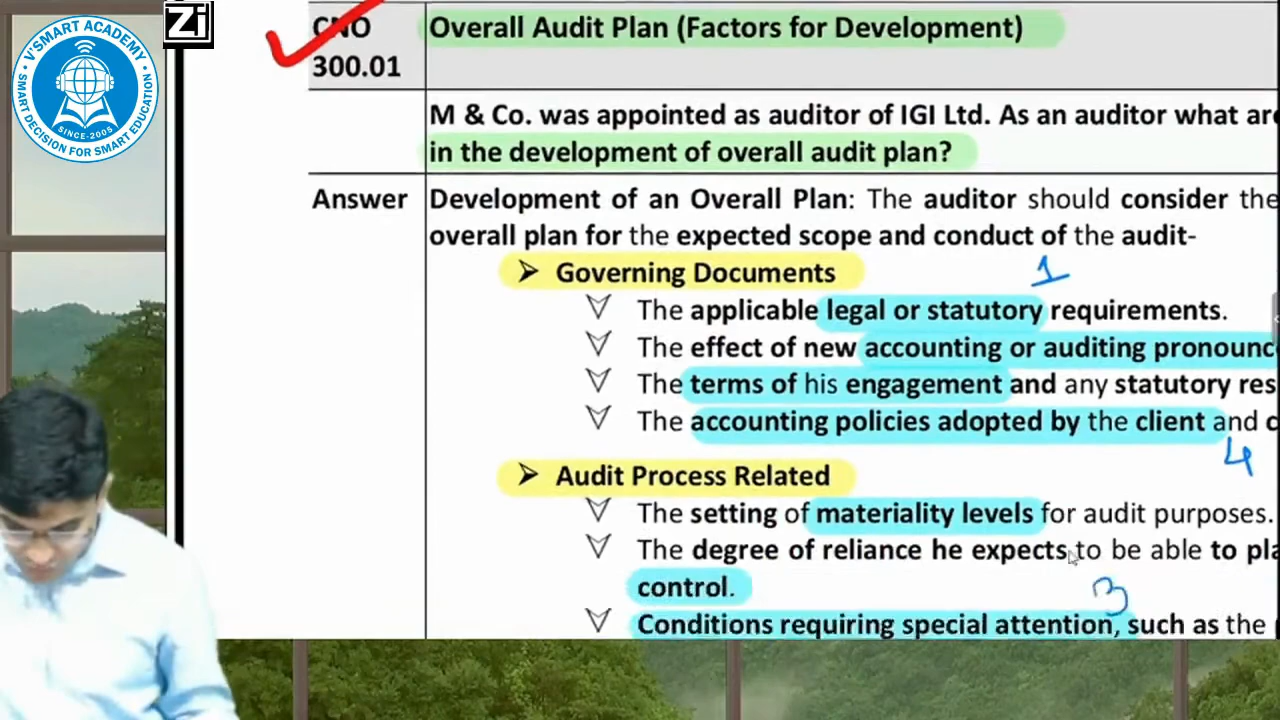 V'SMART ACADEMY
SMART DECISION FOR SMART EDUCATION
SINCE-2005
Zi
CNO
300.01
Overall Audit Plan (Factors for Development)
M & Co. was appointed as auditor of IGI Ltd. As an auditor what
in the development of overall audit plan?
Answer
Development of an Overall Plan: The auditor should consider the
overall plan for the expected scope and conduct of the audit-
➤ Governing Documents
1
The applicable legal or statutory requirements.
The effect of new accounting or auditing
The terms of his engagement and any statutory
The accounting policies adopted by the client and
4
➤ Audit Process Related
The setting of materiality levels for audit purposes.
The degree of reliance he expects to be able to
control.
3
Conditions requiring special attention, such as the